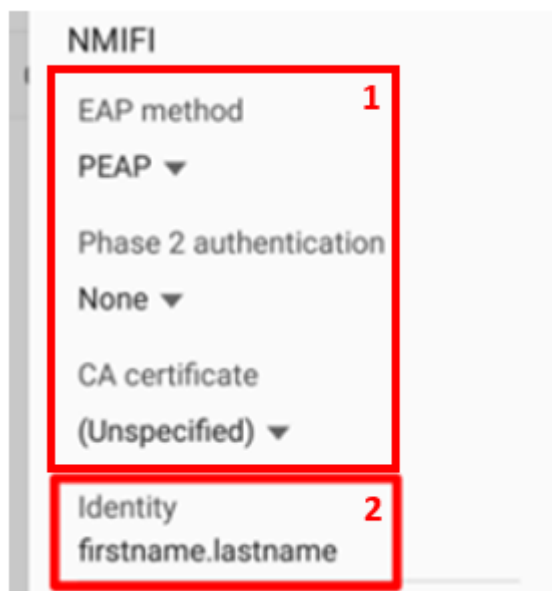 NMIFI
1
EAP method
PEAP
Phase 2 authentication
None
CA certificate
(Unspecified)
2
Identity
firstname.lastname